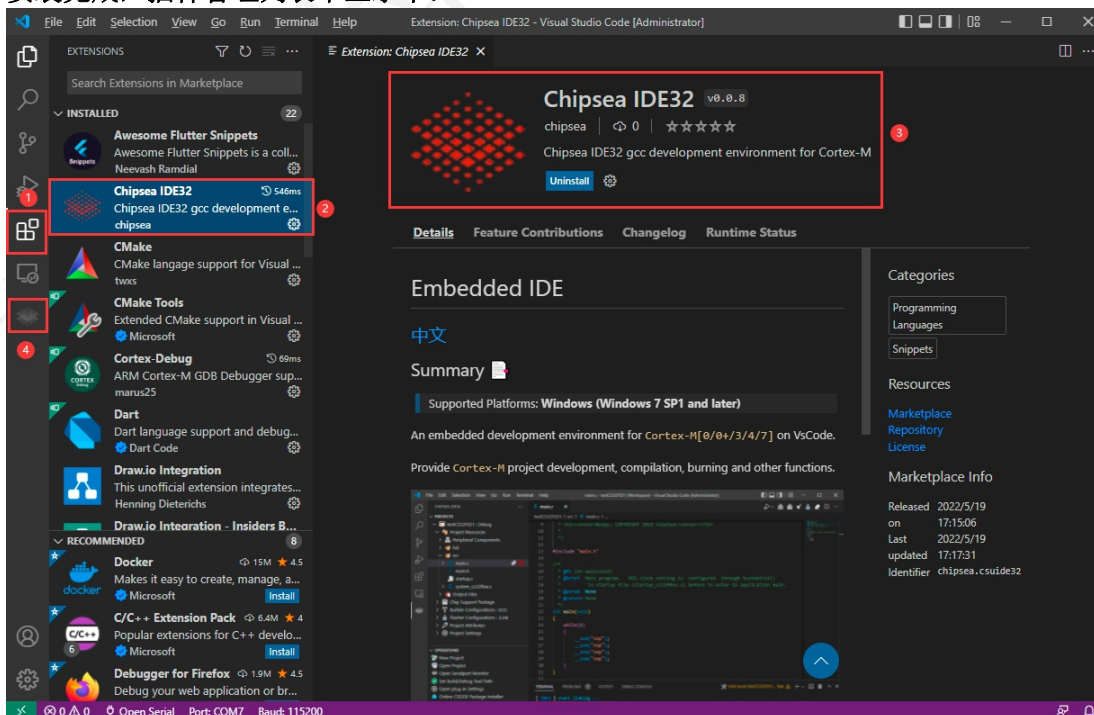 File Edit Selection View Go Run Terminal Help
Extension: Chipsea IDE32 - Visual Studio Code [Administrator]
EXTENSIONS
Extension: Chipsea IDE32
Search Extensions in Marketplace
INSTALLED 22
Awesome Flutter Snippets
Awesome Flutter Snippets is a coll...
Neevash Ramdial
Snippets
1
Chipsea IDE32 546ms
Chipsea IDE32 gcc development e...
chipsea
2
CMake
CMake langage support for Visual ...
twxs
CMake Tools
Extended CMake support in Visual ...
Microsoft
4
Cortex-Debug 69ms
ARM Cortex-M GDB Debugger sup...
marus25
CORTEX
Dart
Dart language support and debug...
Dart Code
Draw.io Integration
This unofficial extension integrates...
Henning Dieterichs
Draw.io Integration - Insiders B...
RECOMMENDED 8
Docker 15M ★ 4.5
Makes it easy to create, manage, a...
Microsoft Install
docker
C/C++ Extension Pack 6.4M ★ 4
Popular extensions for C++ develo...
Microsoft Install
C/C++
6
Debugger for Firefox 1.9M ★ 4.5
Debug your web application or br...
Chipsea IDE32 v0.0.8
chipsea 0 ☆☆☆☆☆
Chipsea IDE32 gcc development environment for Cortex-M
Uninstall
3
Details Feature Contributions Changelog Runtime Status
Embedded IDE
中文
Summary
Supported Platforms: Windows (Windows 7 SP1 and later)
An embedded development environment for Cortex-M[0/0+/3/4/7] on VsCode.
Provide Cortex-M project development, compilation, burning and other functions.
Categories
Programming
Languages
Snippets
Resources
Marketplace
Repository
License
Marketplace Info
Released 2022/5/19
on 17:15:06
Last 2022/5/19
updated 17:17:31
Identifier chipsea.csuide32
0 0 Open Serial Port: COM7 Baud: 115200